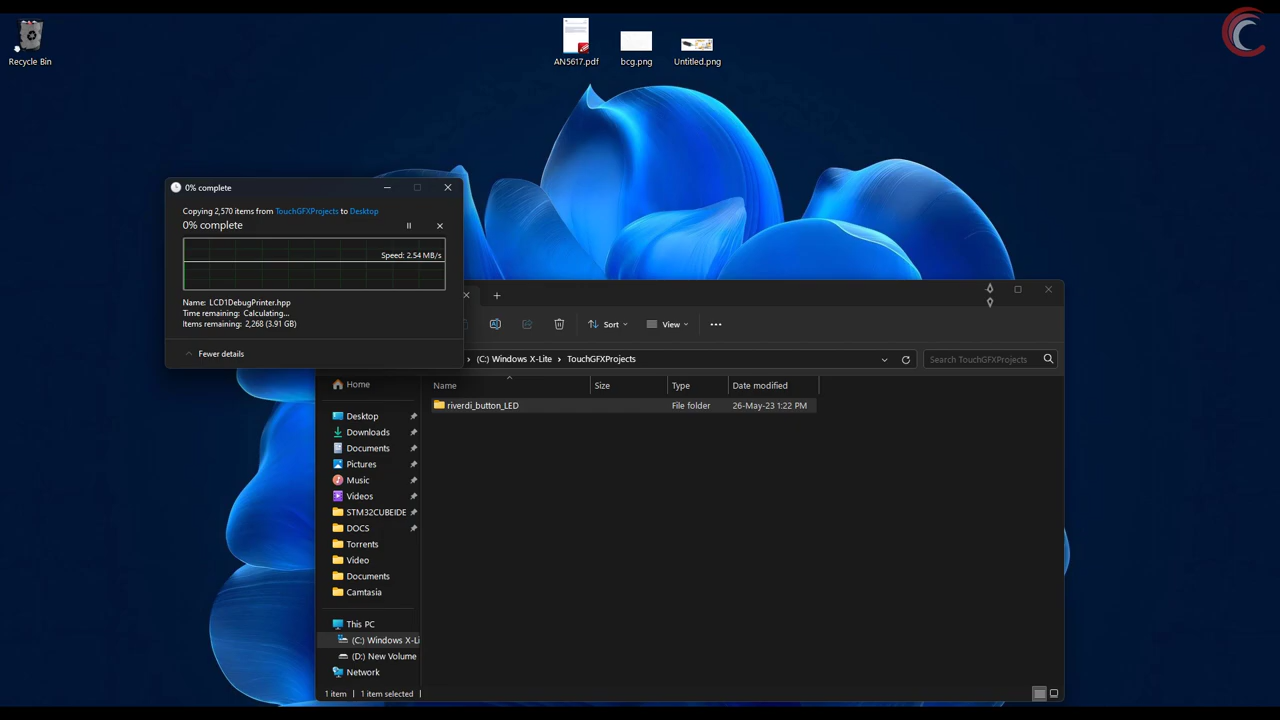 Recycle Bin
AN5617.pdf
bcg.png
Untitled.png
0% complete
Copying 2,570 items from TouchGFXProjects to Desktop
0% complete
Speed: 2.54 MB/s
Name: LCD1DebugPrinter.hpp
Time remaining: Calculating...
Items remaining: 2,268 (3.91 GB)
Fewer details
Sort
View
(C:) Windows X-Lite > TouchGFXProjects
Search TouchGFXProjects
Name Size Type Date modified
riverdi_button_LED File folder 26-May-23 1:22 PM
Home
Desktop
Downloads
Documents
Pictures
Music
Videos
STM32CUBEIDE
DOCS
Torrents
Video
Documents
Camtasia
This PC
(C:) Windows X-Li
(D:) New Volume
Network
1 item 1 item selected